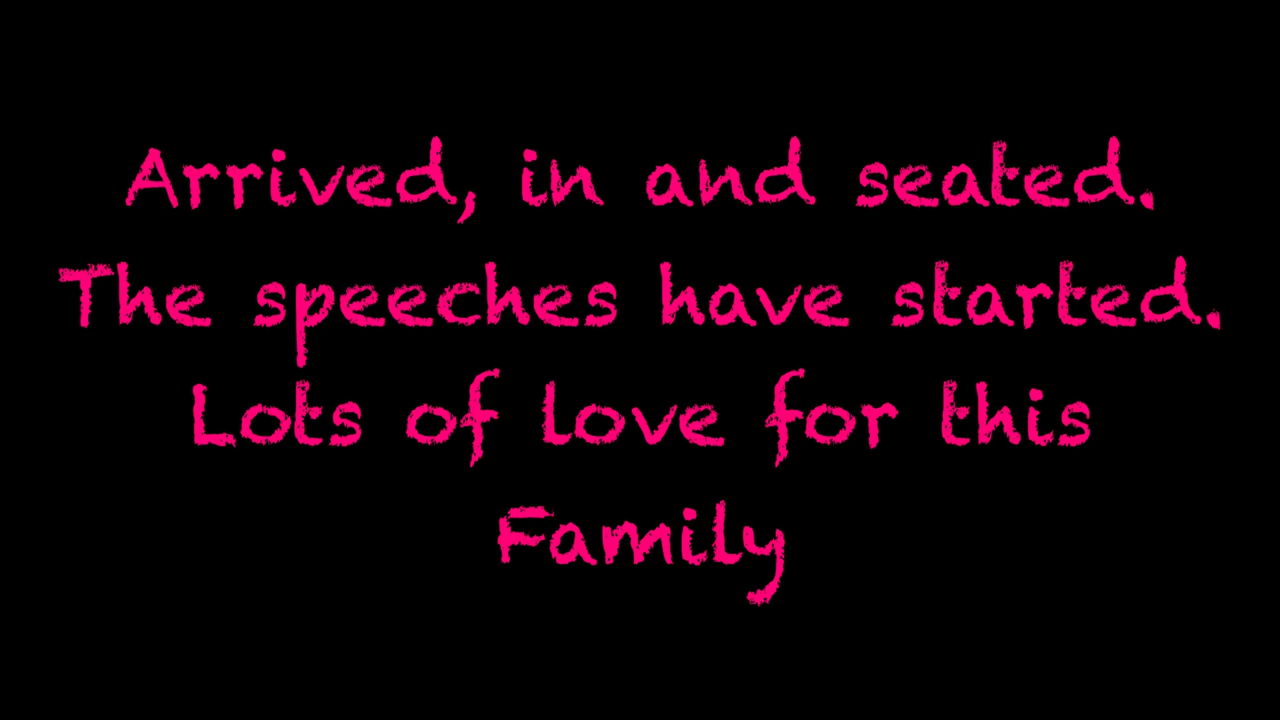 Arrived, in and seated.
The speeches have started.
Lots of love for this
Family